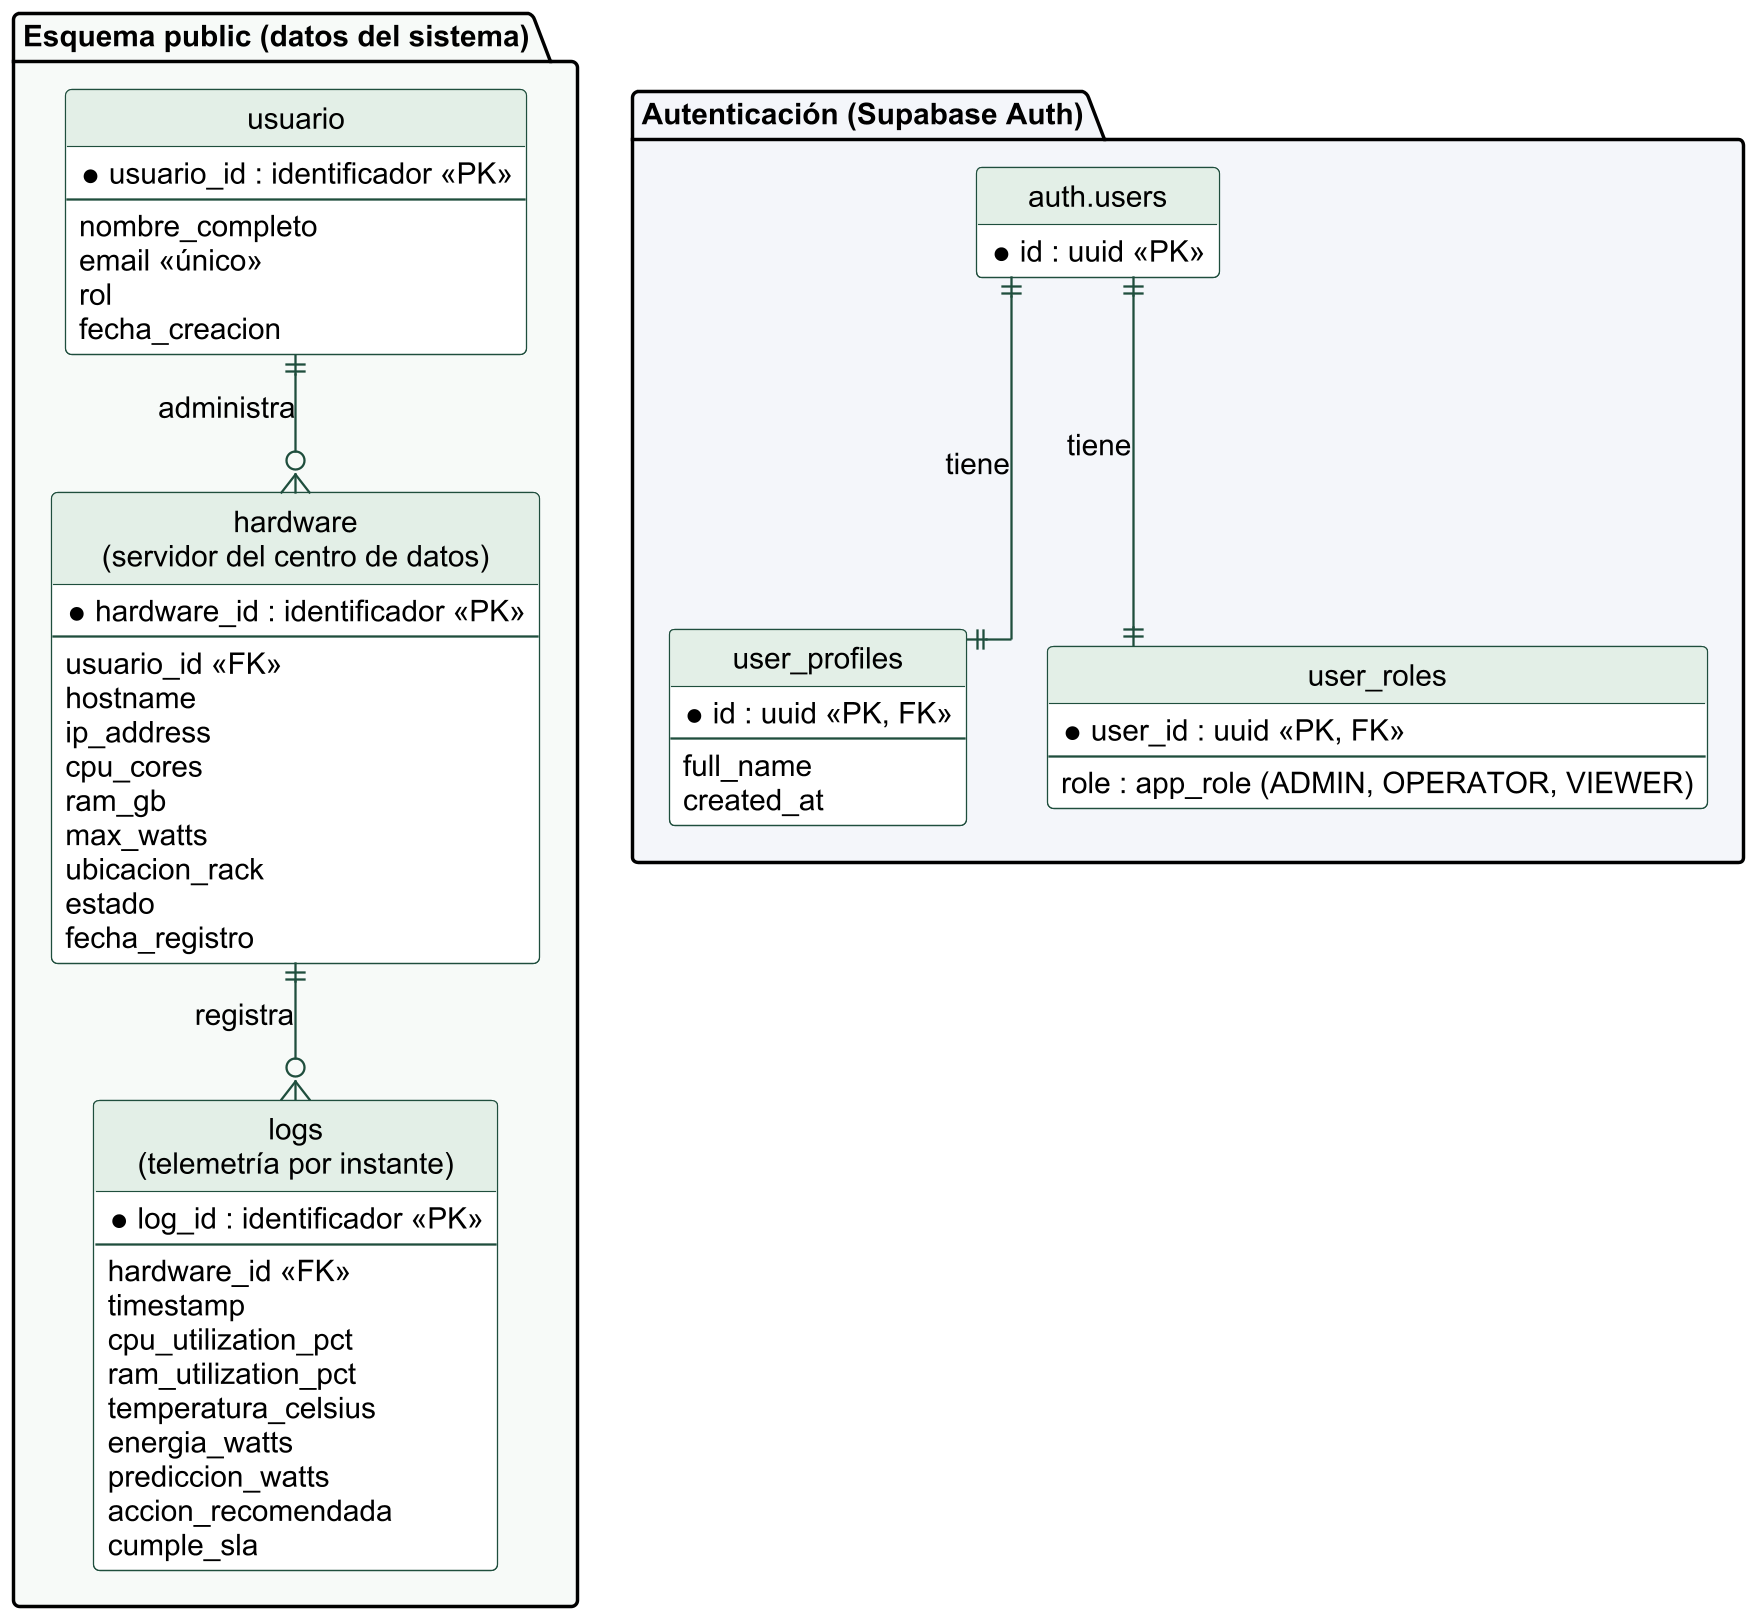 Esquema public (datos del sistema)
usuario
usuario_id : identificador «PK»
nombre_completo
email «único»
rol
fecha_creacion
administra
hardware
(servidor del centro de datos)
hardware_id : identificador «PK»
usuario_id «FK»
hostname
ip_address
cpu_cores
ram_gb
max_watts
ubicacion_rack
estado
fecha_registro
registra
logs
(telemetría por instante)
log_id : identificador «PK»
hardware_id «FK»
timestamp
cpu_utilization_pct
ram_utilization_pct
temperatura_celsius
energia_watts
prediccion_watts
accion_recomendada
cumple_sla
Autenticación (Supabase Auth)
auth.users
id : uuid «PK»
tiene
tiene
user_profiles
id : uuid «PK, FK»
full_name
created_at
user_roles
user_id : uuid «PK, FK»
role : app_role (ADMIN, OPERATOR, VIEWER)